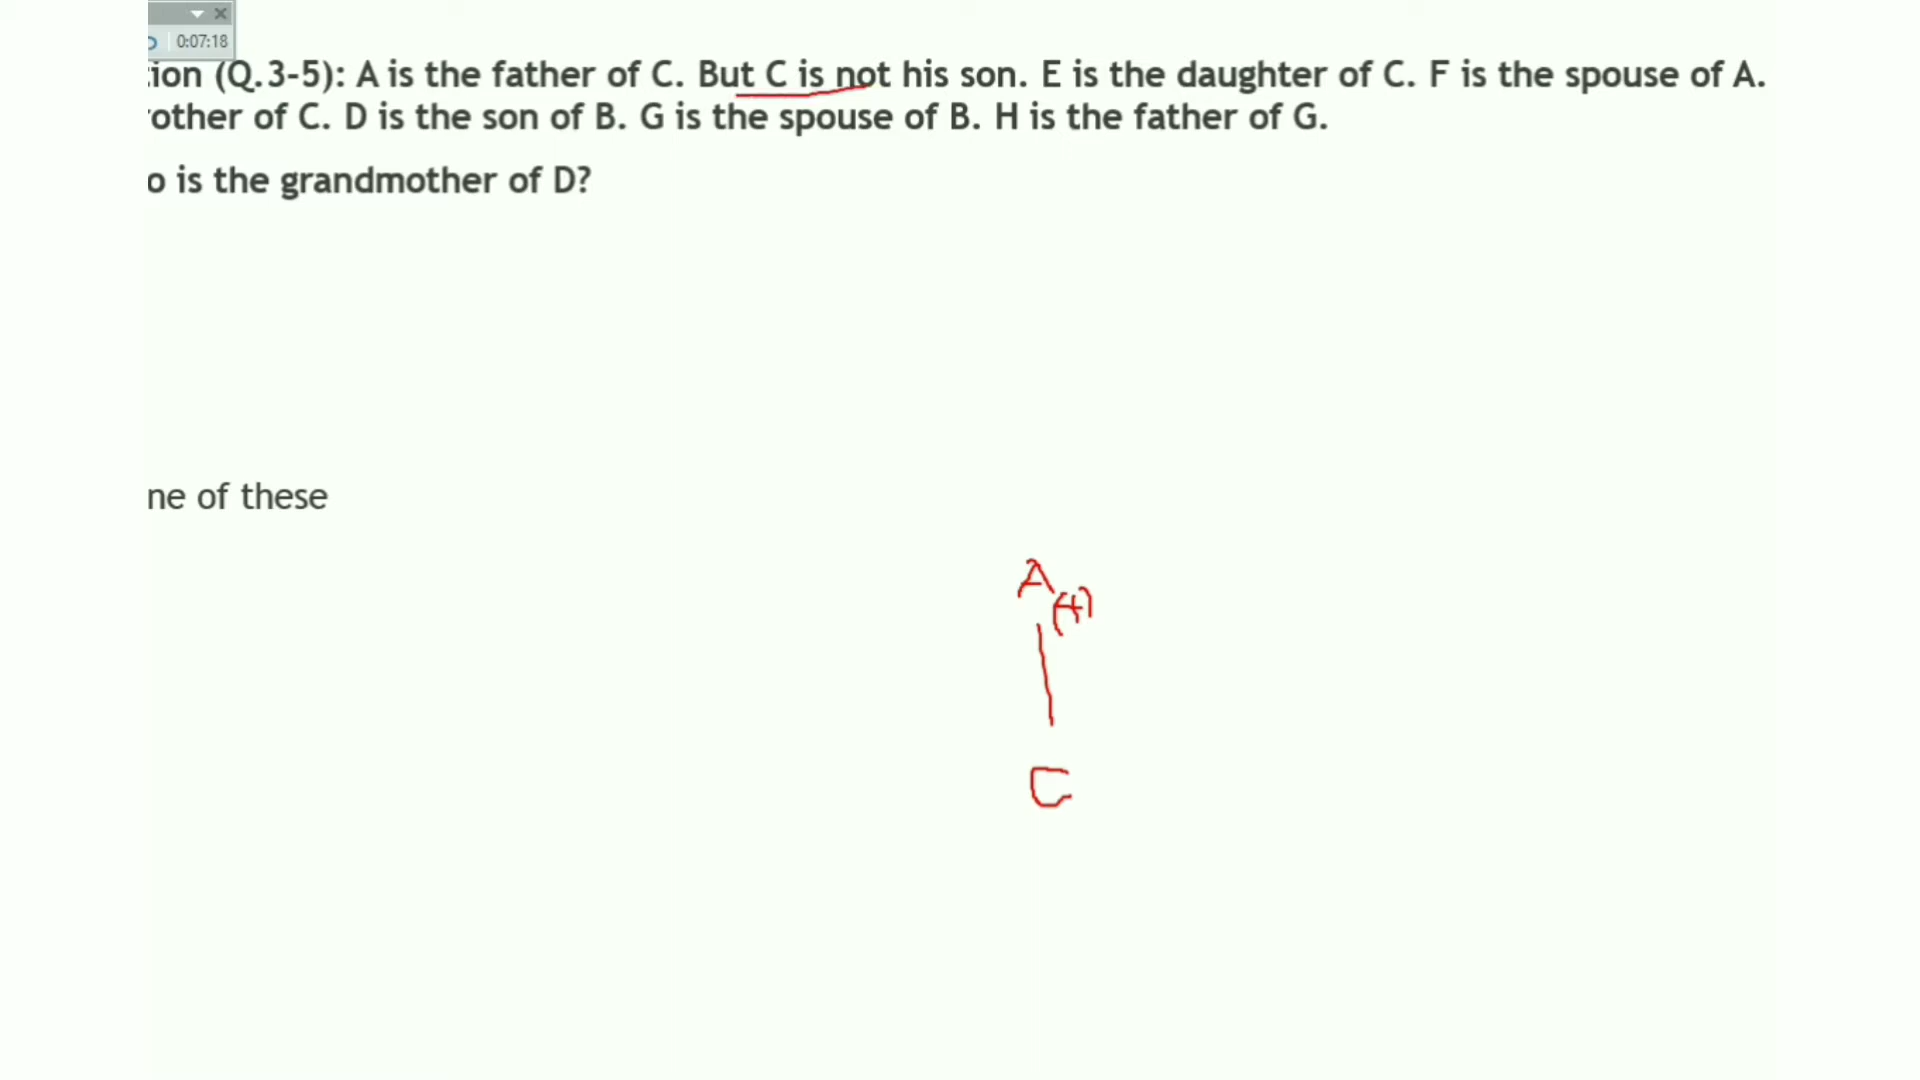 0:07:18
ion (Q.3-5): A is the father of C. But C is not his son. E is the daughter of C. F is the spouse of A.
rother of C. D is the son of B. G is the spouse of B. H is the father of G.
o is the grandmother of D?
ne of these
A
(+)
C